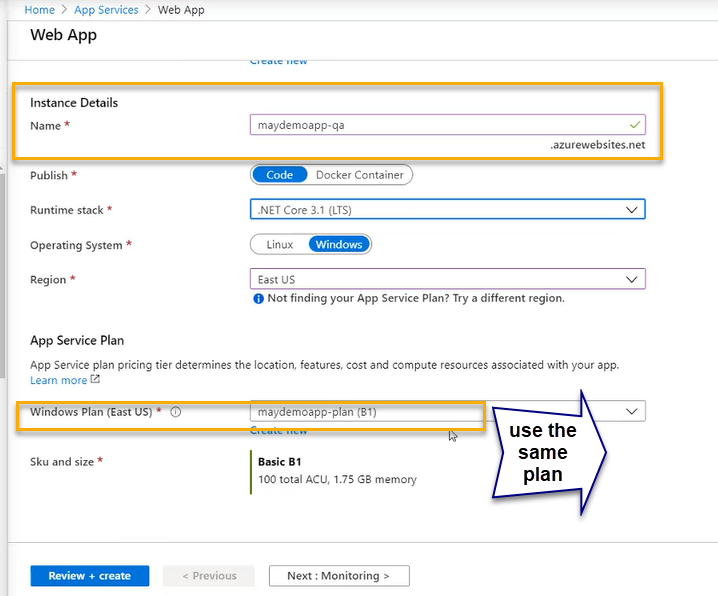 Home > App Services > Web App
Web App
Create new
Instance Details
Name *
maydemoapp-qa
.azurewebsites.net
Publish *
Code Docker Container
Runtime stack *
.NET Core 3.1 (LTS)
Operating System *
Linux Windows
Region *
East US
Not finding your App Service Plan? Try a different region.
App Service Plan
App Service plan pricing tier determines the location, features, cost and compute resources associated with your app.
Learn more
Windows Plan (East US) *
maydemoapp-plan (B1)
Create new
use the
same
plan
Sku and size *
Basic B1
100 total ACU, 1.75 GB memory
Review + create
< Previous
Next : Monitoring >